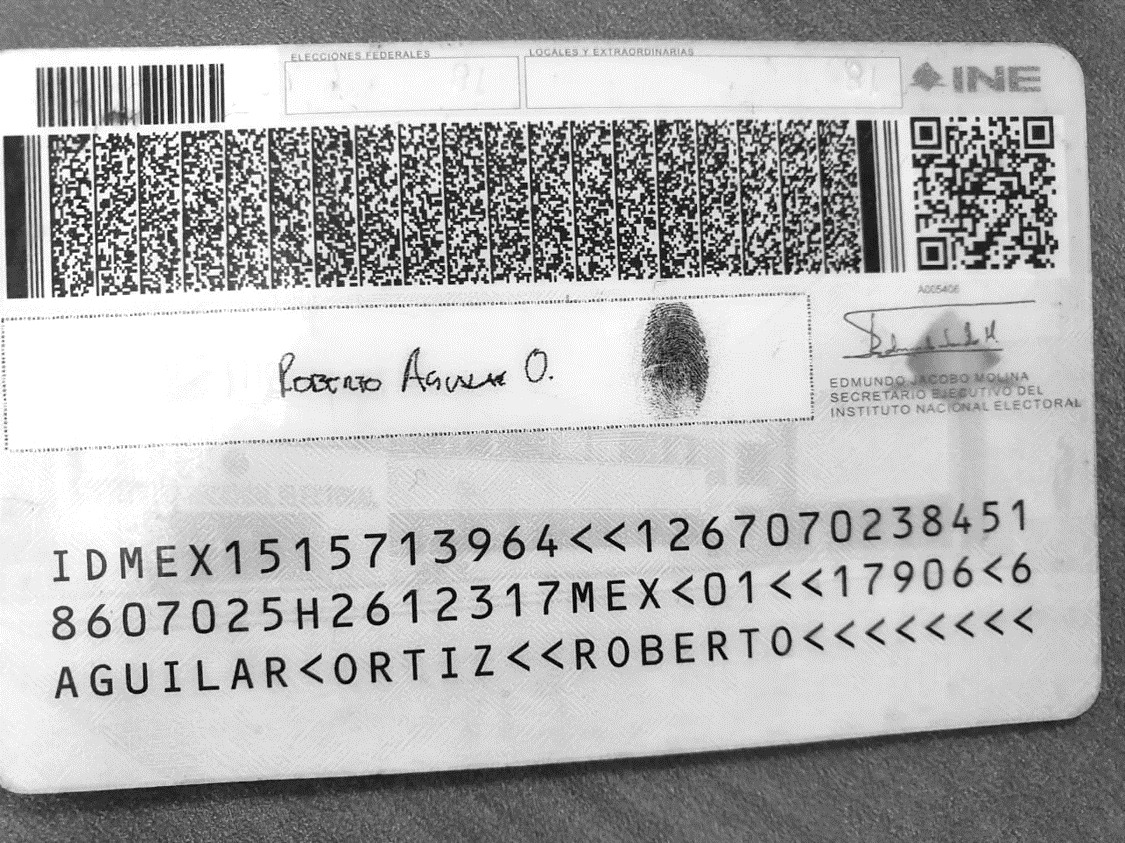 ELECCIONES FEDERALES
LOCALES Y EXTRAORDINARIAS
INE
A005406
ROBERTO AGUILAR O.
EDMUNDO JACOBO MOLINA
SECRETARIO EJECUTIVO DEL
INSTITUTO NACIONAL ELECTORAL
IDMEX1515713964<<1267070238451
8607025H2612317MEX<01<<17906<6
AGUILAR<ORTIZ<<ROBERTO<<<<<<<<